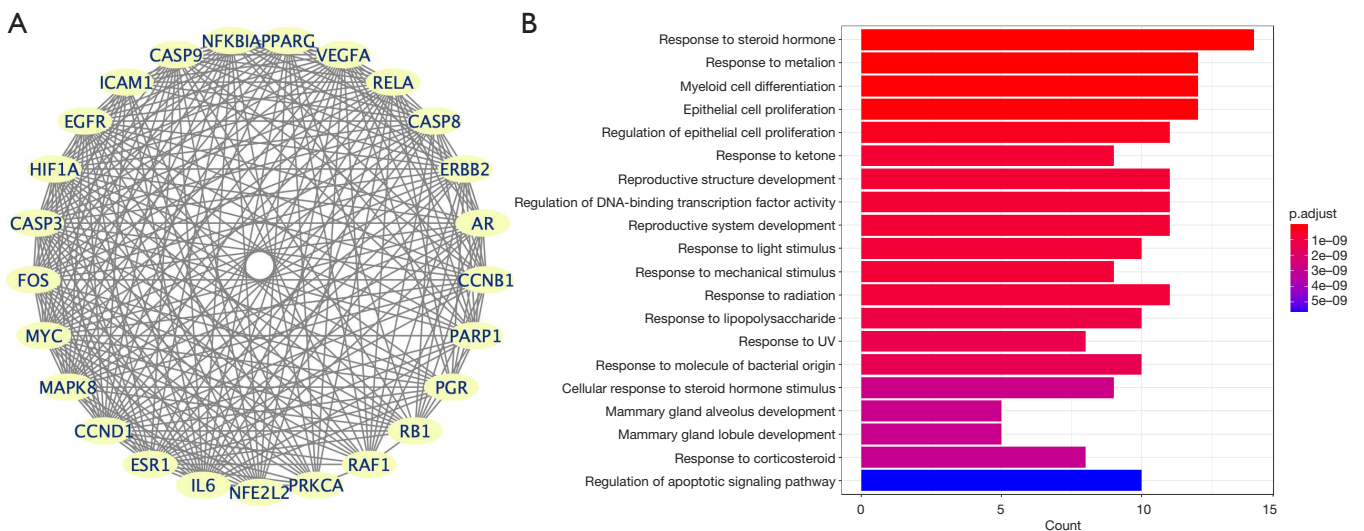 A
NFKBIA
PPARG
CASP9
VEGFA
ICAM1
RELA
EGFR
CASP8
HIF1A
ERBB2
CASP3
AR
FOS
CCNB1
MYC
PARP1
MAPK8
PGR
CCND1
RB1
ESR1
RAF1
IL6
NFE2L2
PRKCA
B
Response to steroid hormone
Response to metalion
Myeloid cell differentiation
Epithelial cell proliferation
Regulation of epithelial cell proliferation
Response to ketone
Reproductive structure development
Regulation of DNA-binding transcription factor activity
Reproductive system development
Response to light stimulus
Response to mechanical stimulus
Response to radiation
Response to lipopolysaccharide
Response to UV
Response to molecule of bacterial origin
Cellular response to steroid hormone stimulus
Mammary gland alveolus development
Mammary gland lobule development
Response to corticosteroid
Regulation of apoptotic signaling pathway
0 5 10 15
Count
p.adjust
1e−09
2e−09
3e−09
4e−09
5e−09